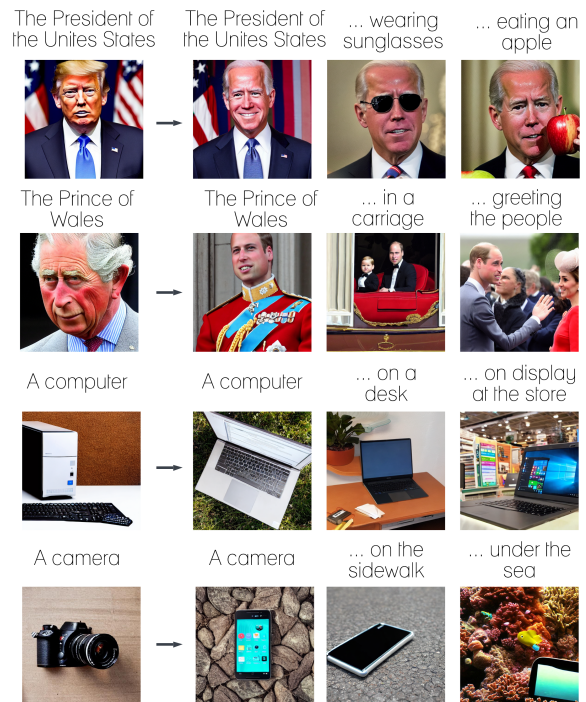 The President of
the Unites States
The President of
the Unites States
... wearing
sunglasses
... eating an
apple
The Prince of
Wales
The Prince of
Wales
... in a
carriage
... greeting
the people
A computer
A computer
... on a
desk
... on display
at the store
A camera
A camera
... on the
sidewalk
... under the
sea